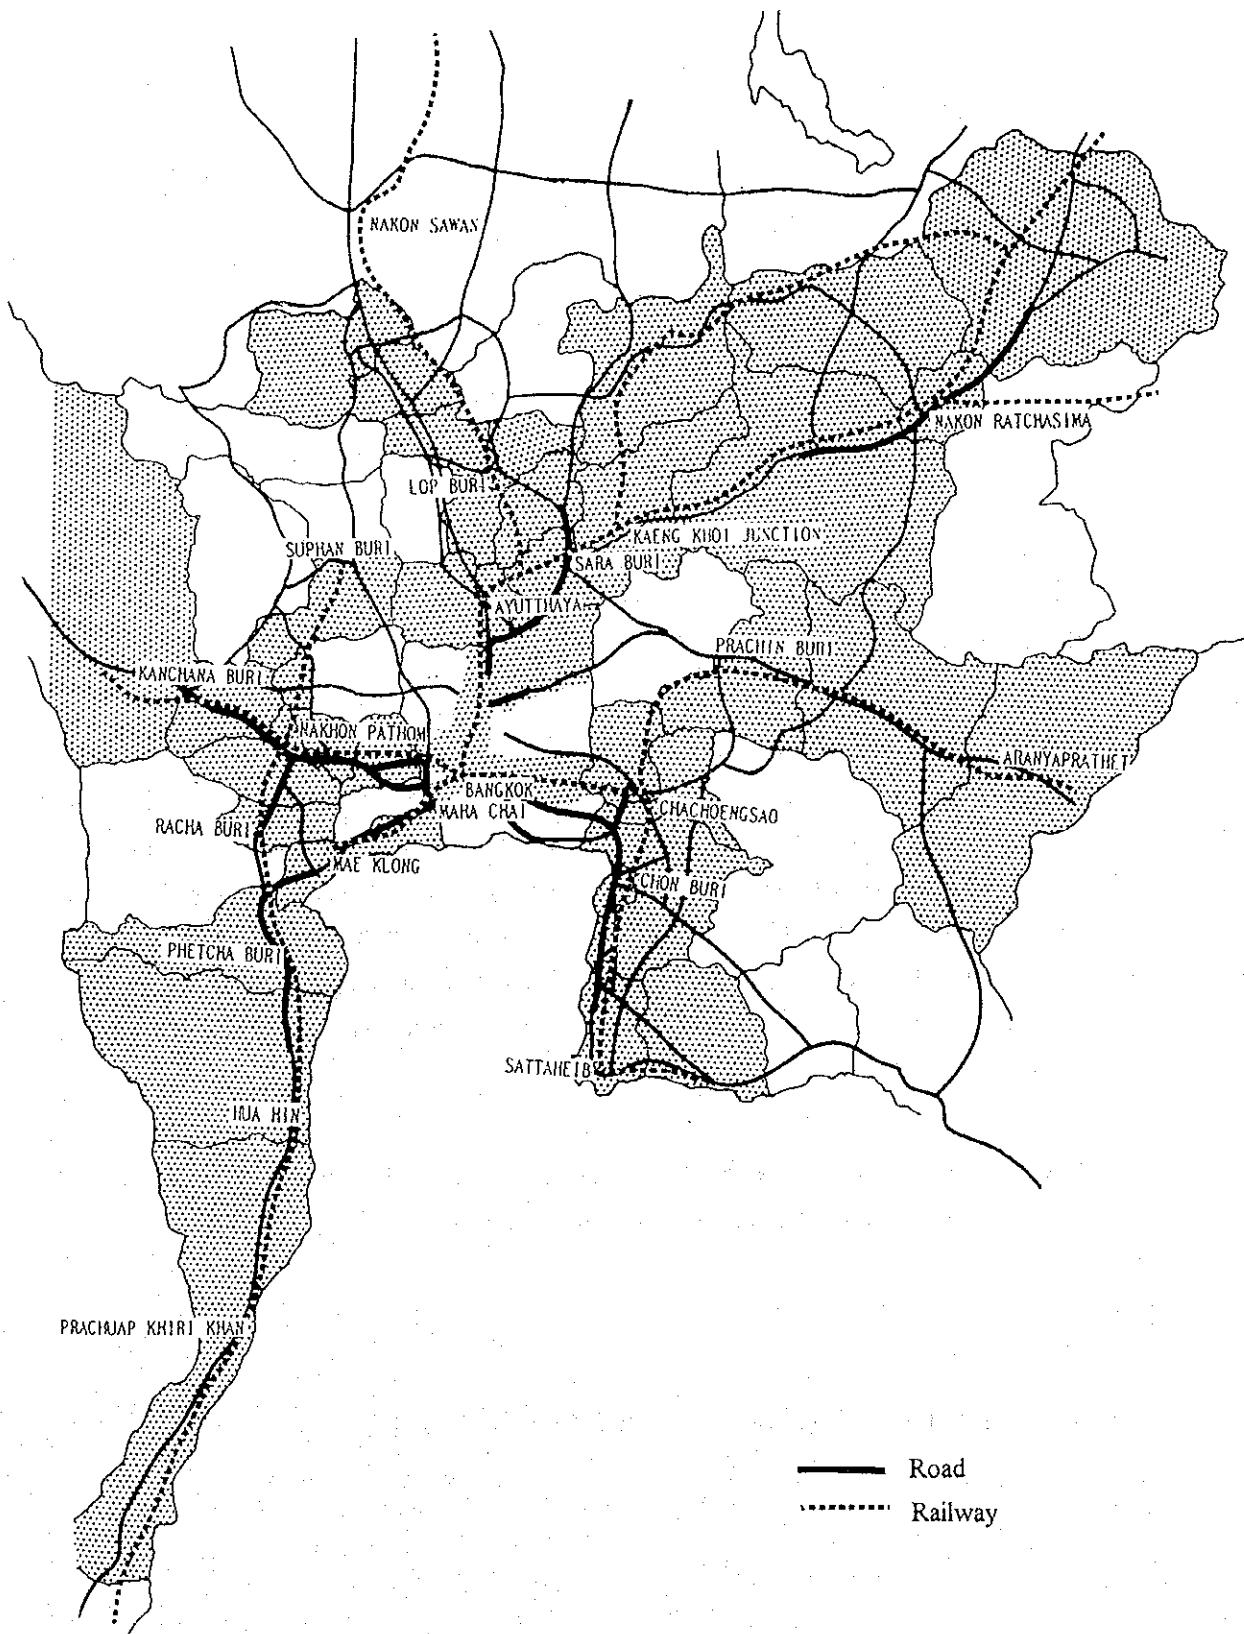 NAKON SAWAN
NAKON RATCHASIMA
LOP BURI
KAENG KHOI JUNCTION
SUPHAN BURI
SARA BURI
AYUTTHAYA
PRACHIN BURI
KANCHANA BURI
NAKHON PATHOM
ARANYAPRATHET
BANGKOK
MAHA CHAI
CHACHOENGSAO
RACHA BURI
MAE KLONG
CHON BURI
PHETCHA BURI
SATTAHEIB
HUA HIN
PRACHUAP KHIRI KHAN
Road
Railway